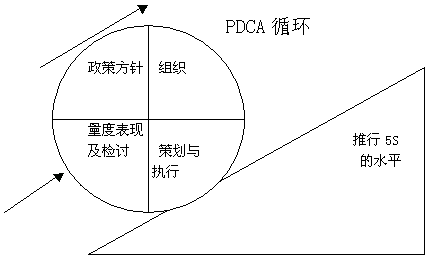 PDCA 循环
政策方针
组织
量度表现
及检讨
策划与
执行
推行 5S
的水平